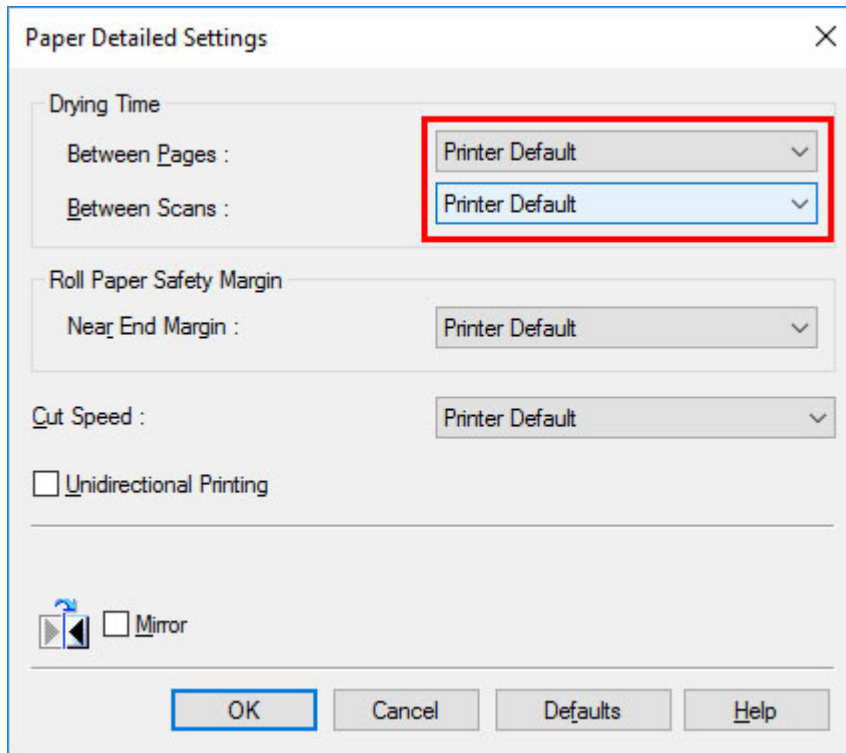 Paper Detailed Settings
Drying Time
Between Pages : Printer Default
Between Scans : Printer Default
Roll Paper Safety Margin
Near End Margin : Printer Default
Cut Speed : Printer Default
Unidirectional Printing
Mirror
OK Cancel Defaults Help